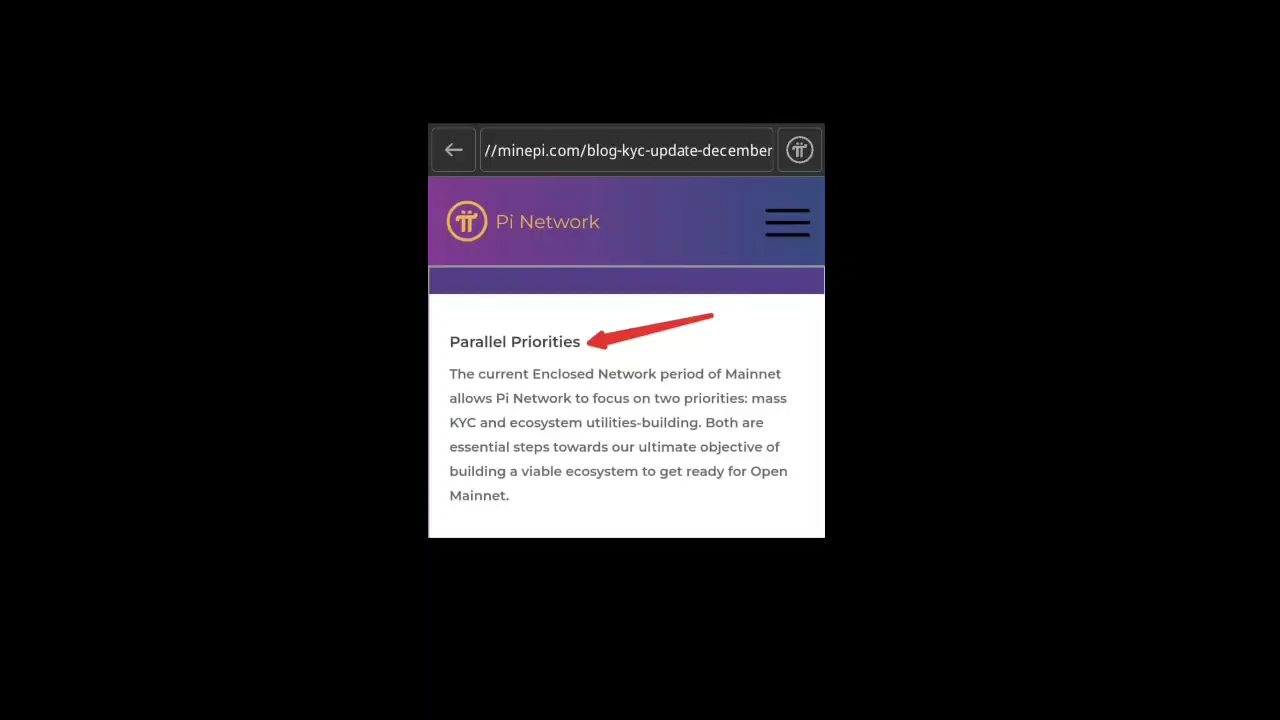 //minepi.com/blog-kyc-update-december
Pi Network
Parallel Priorities
The current Enclosed Network period of Mainnet
allows Pi Network to focus on two priorities: mass
KYC and ecosystem utilities-building. Both are
essential steps towards our ultimate objective of
building a viable ecosystem to get ready for Open
Mainnet.